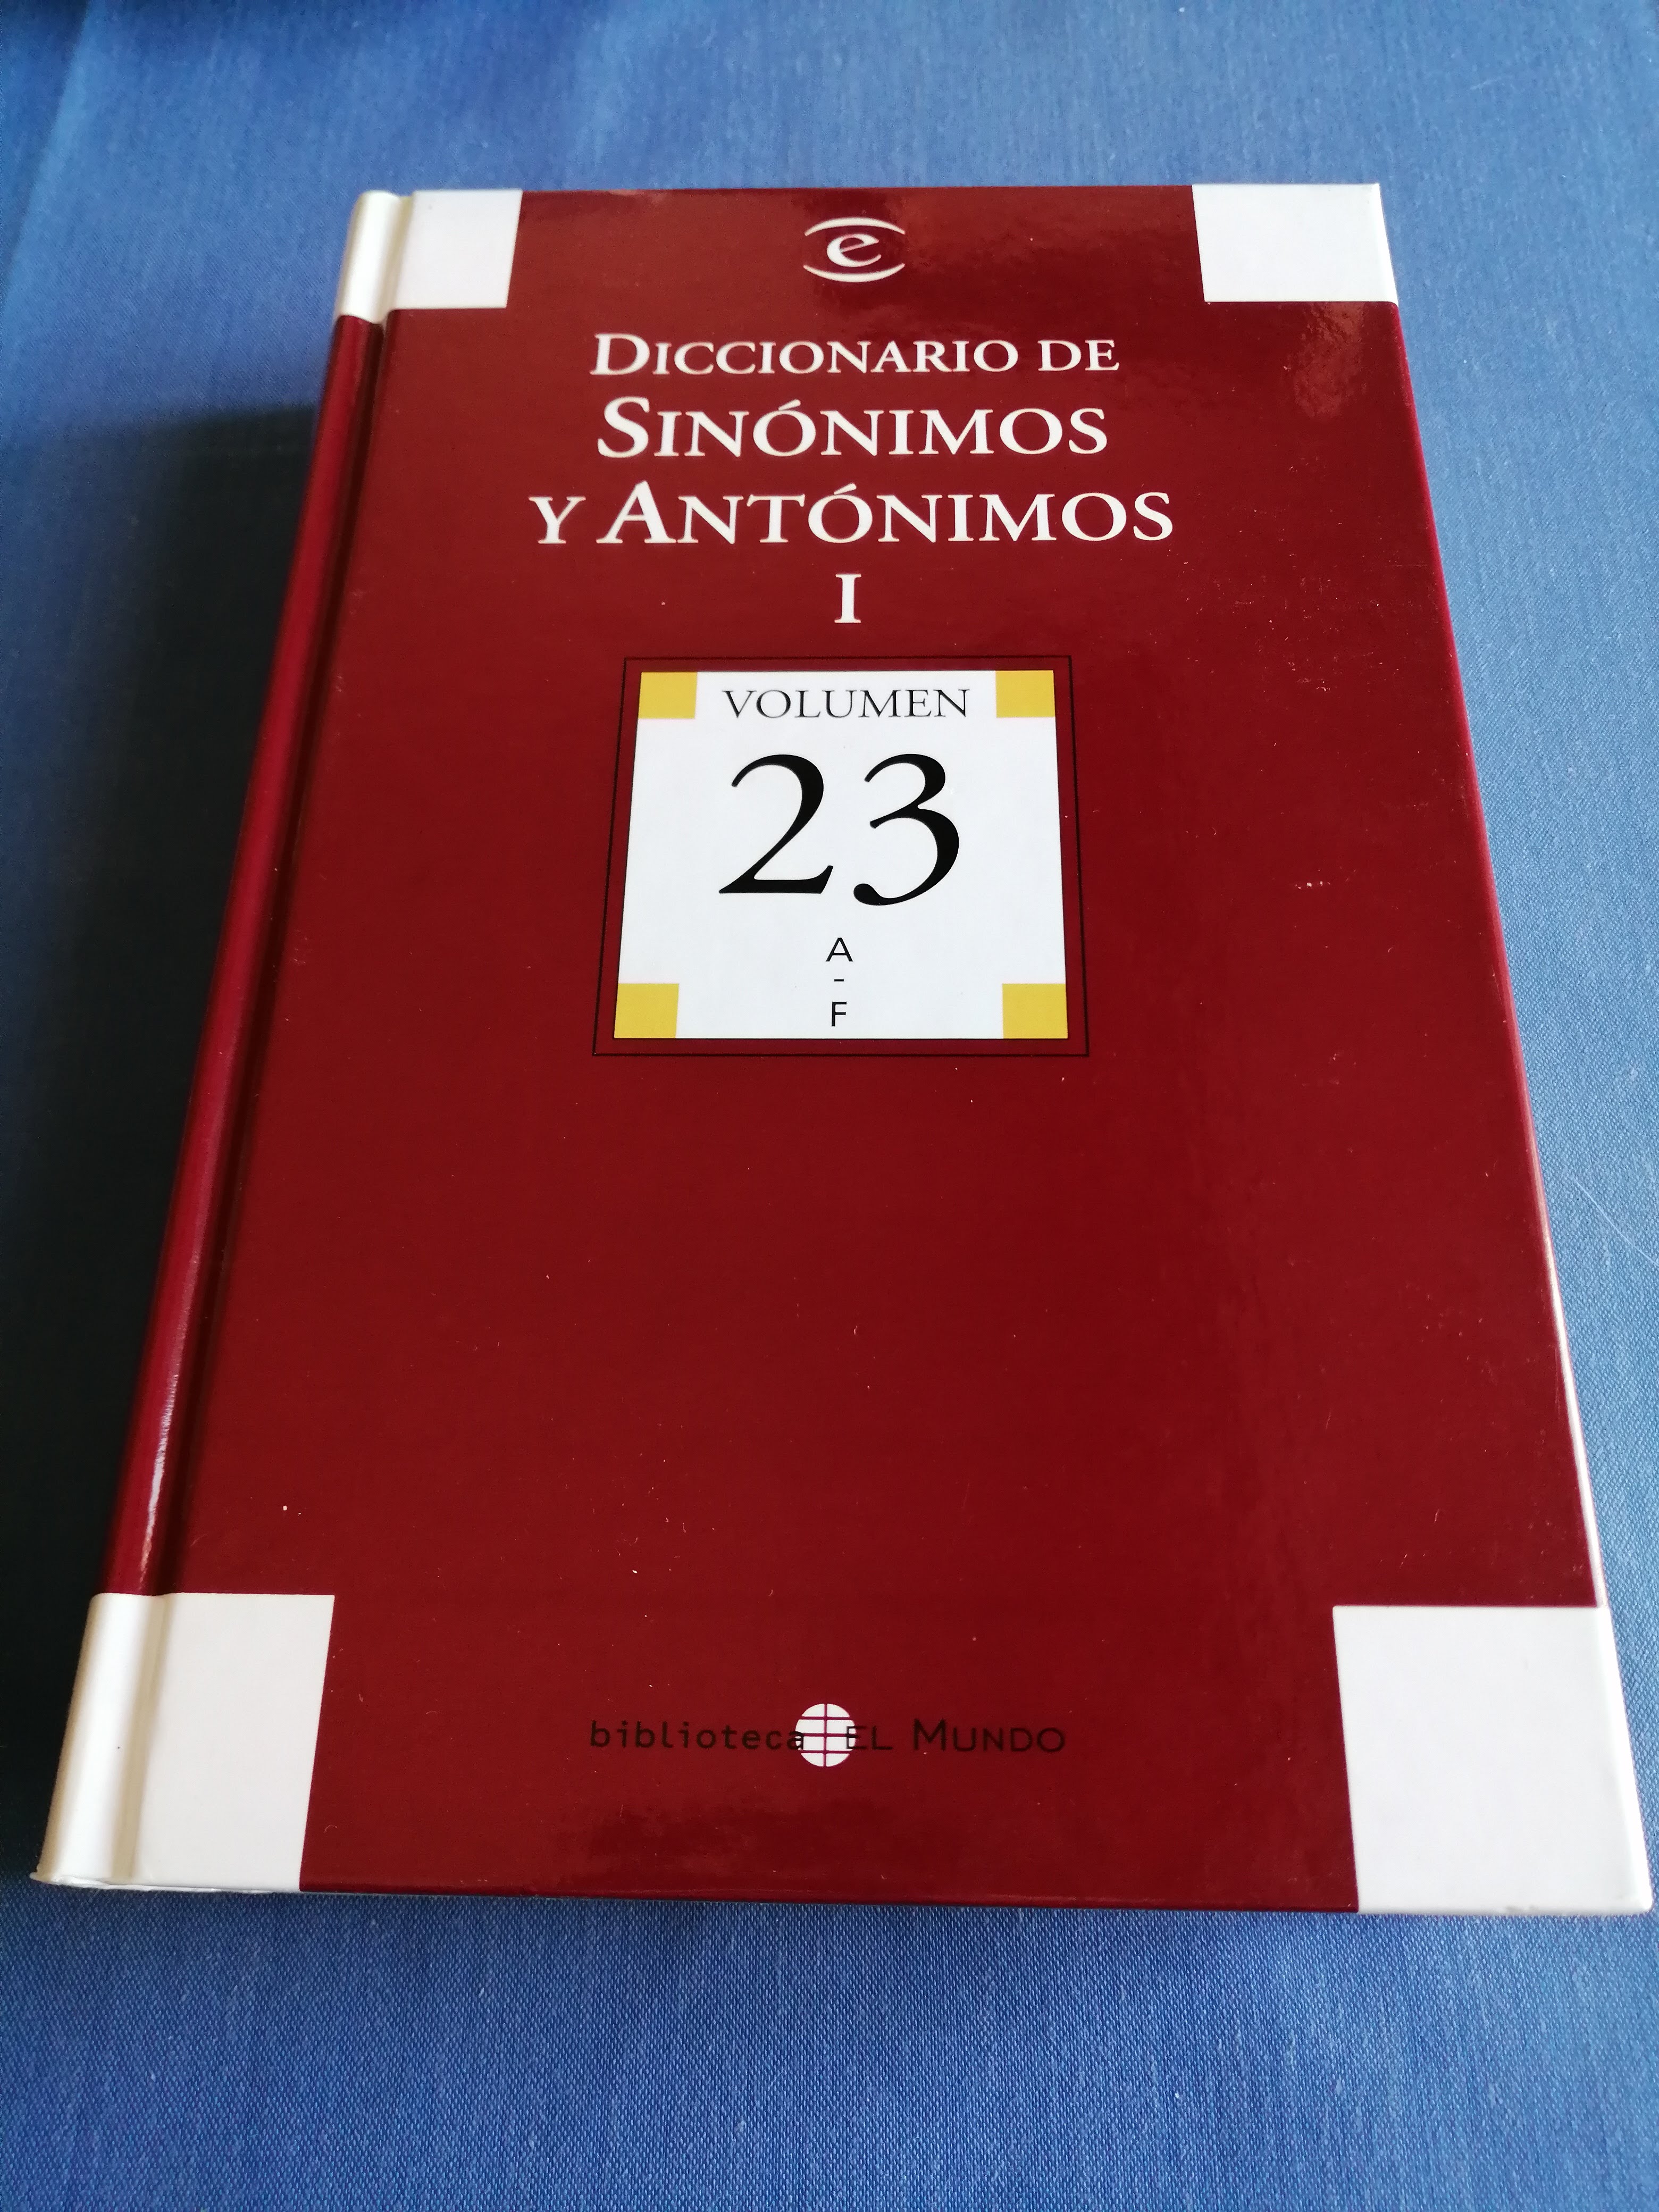 e
DICCIONARIO DE
SINÓNIMOS
Y ANTÓNIMOS
I
VOLUMEN
23
A
-
F
biblioteca EL MUNDO